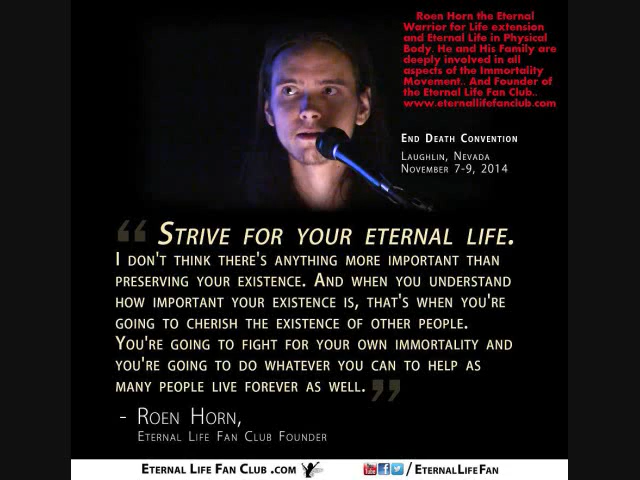 Roen Horn the Eternal
Warrior for Life extension
and Eternal Life in Physical
Body. He and His Family are
deeply involved in all
aspects of the Immortality
Movement.. And Founder of
the Eternal Life Fan Club..
www.eternallifefanclub.com
End Death Convention
Laughlin, Nevada
November 7-9, 2014
“ Strive for your eternal life.
I don't think there's anything more important than
preserving your existence. And when you understand
how important your existence is, that's when you're
going to cherish the existence of other people.
You're going to fight for your own immortality and
you're going to do whatever you can to help as
many people live forever as well. ”
- Roen Horn,
Eternal Life Fan Club Founder
Eternal Life Fan Club .com You Tube f /EternalLifeFan